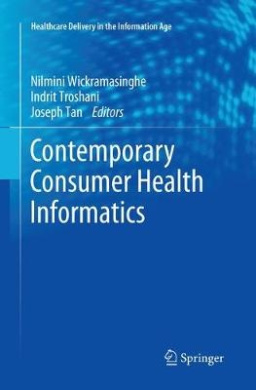 Healthcare Delivery in the Information Age
Nilmini Wickramasinghe
Indrit Troshani
Joseph Tan Editors
Contemporary
Consumer Health
Informatics
Springer